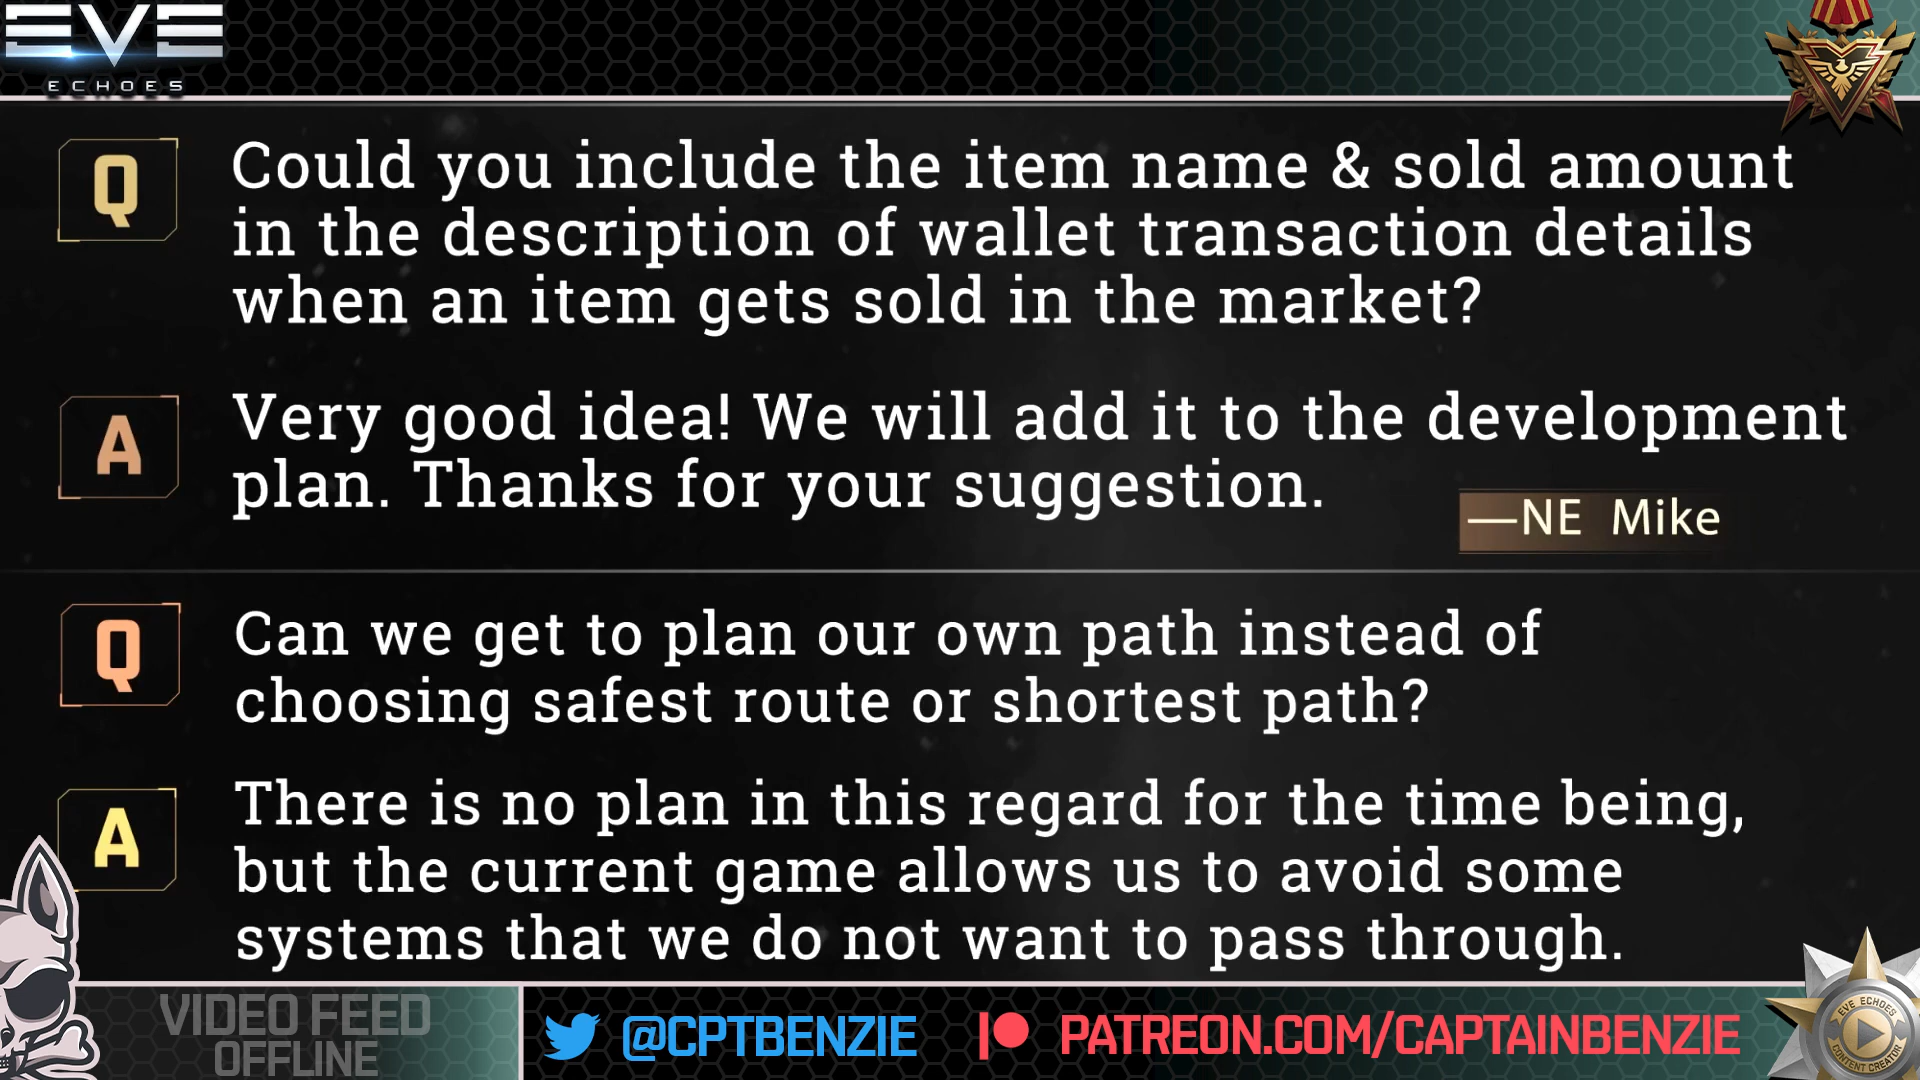 EVE
ECHOES
Q
Could you include the item name & sold amount
in the description of wallet transaction details
when an item gets sold in the market?
A
Very good idea! We will add it to the development
plan. Thanks for your suggestion.
—NE Mike
Q
Can we get to plan our own path instead of
choosing safest route or shortest path?
A
There is no plan in this regard for the time being,
but the current game allows us to avoid some
systems that we do not want to pass through.
VIDEO FEED
OFFLINE
@CPTBENZIE
PATREON.COM/CAPTAINBENZIE
EVE ECHOES
CONTENT CREATOR